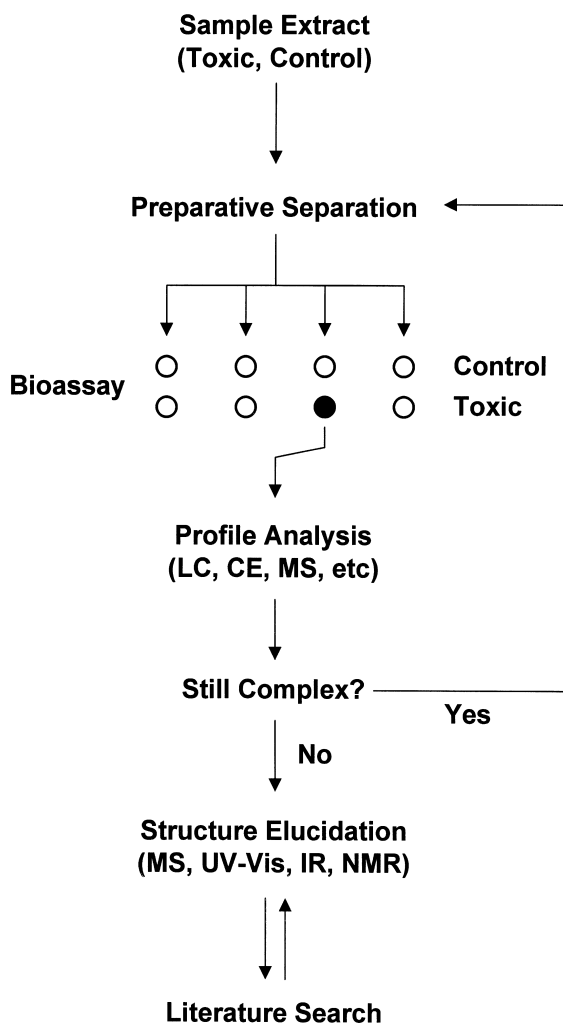 Sample Extract
(Toxic, Control)
Preparative Separation
Bioassay
Control
Toxic
Profile Analysis
(LC, CE, MS, etc)
Still Complex?
Yes
No
Structure Elucidation
(MS, UV-Vis, IR, NMR)
Literature Search